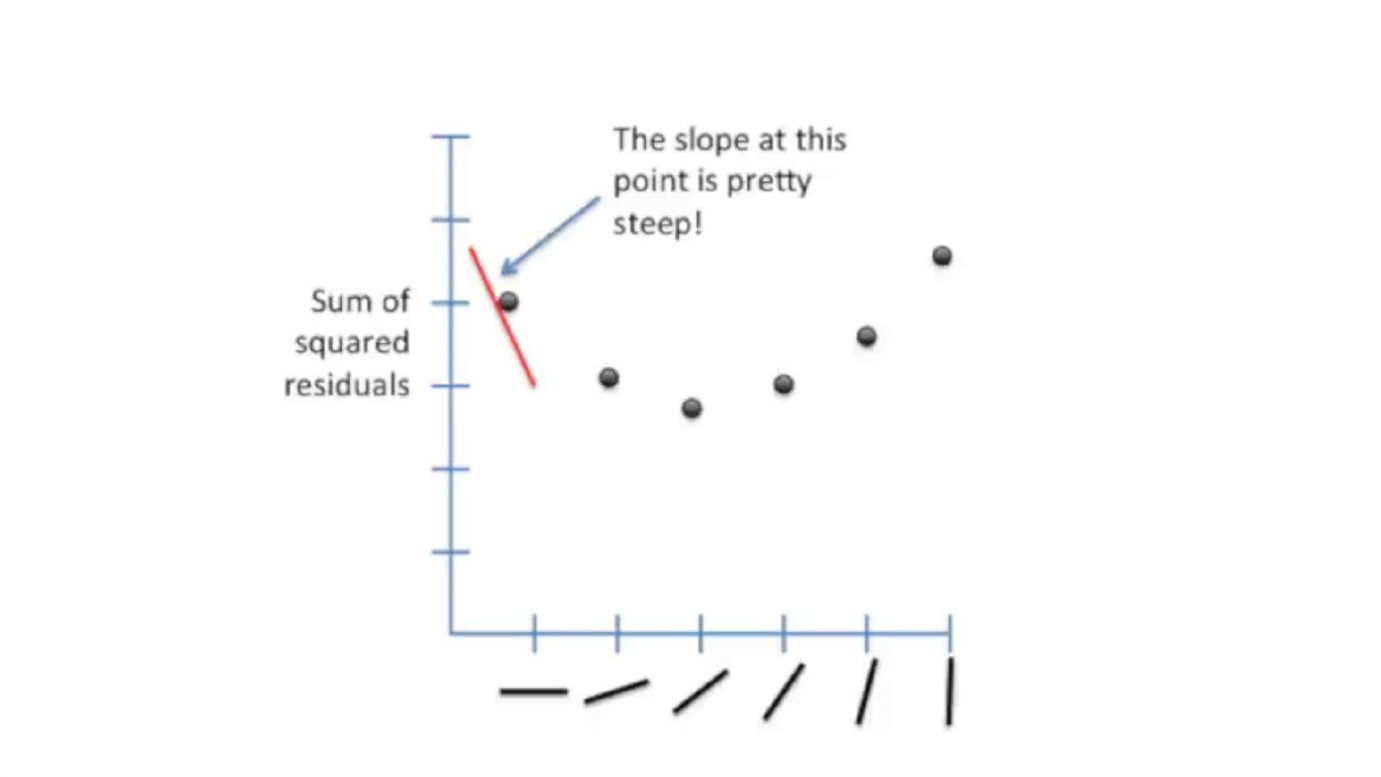 The slope at this
point is pretty
steep!
Sum of
squared
residuals